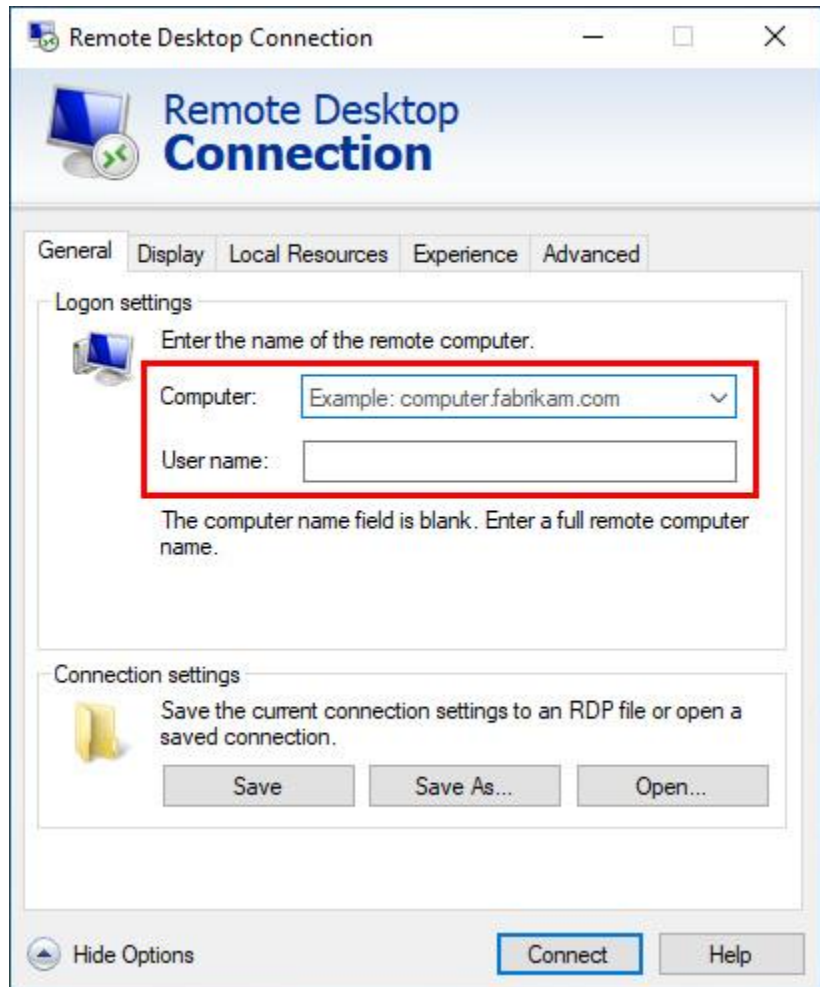 Remote Desktop Connection
Remote Desktop
Connection
General Display Local Resources Experience Advanced
Logon settings
Enter the name of the remote computer.
Computer: Example: computer.fabrikam.com
User name:
The computer name field is blank. Enter a full remote computer
name.
Connection settings
Save the current connection settings to an RDP file or open a
saved connection.
Save Save As... Open...
Hide Options Connect Help